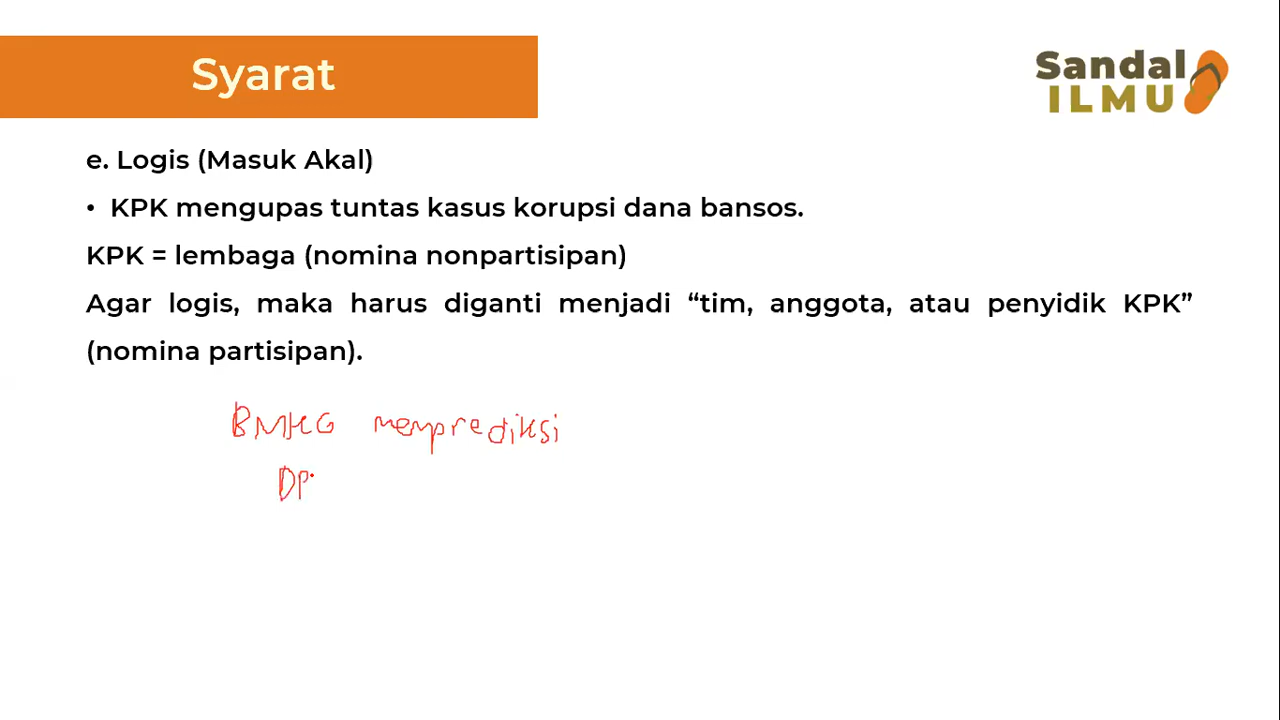 Syarat
Sandal
ILMU
e. Logis (Masuk Akal)
• KPK mengupas tuntas kasus korupsi dana bansos.
KPK = lembaga (nomina nonpartisipan)
Agar logis, maka harus diganti menjadi “tim, anggota, atau penyidik KPK”
(nomina partisipan).
BMKG memprediksi
DP